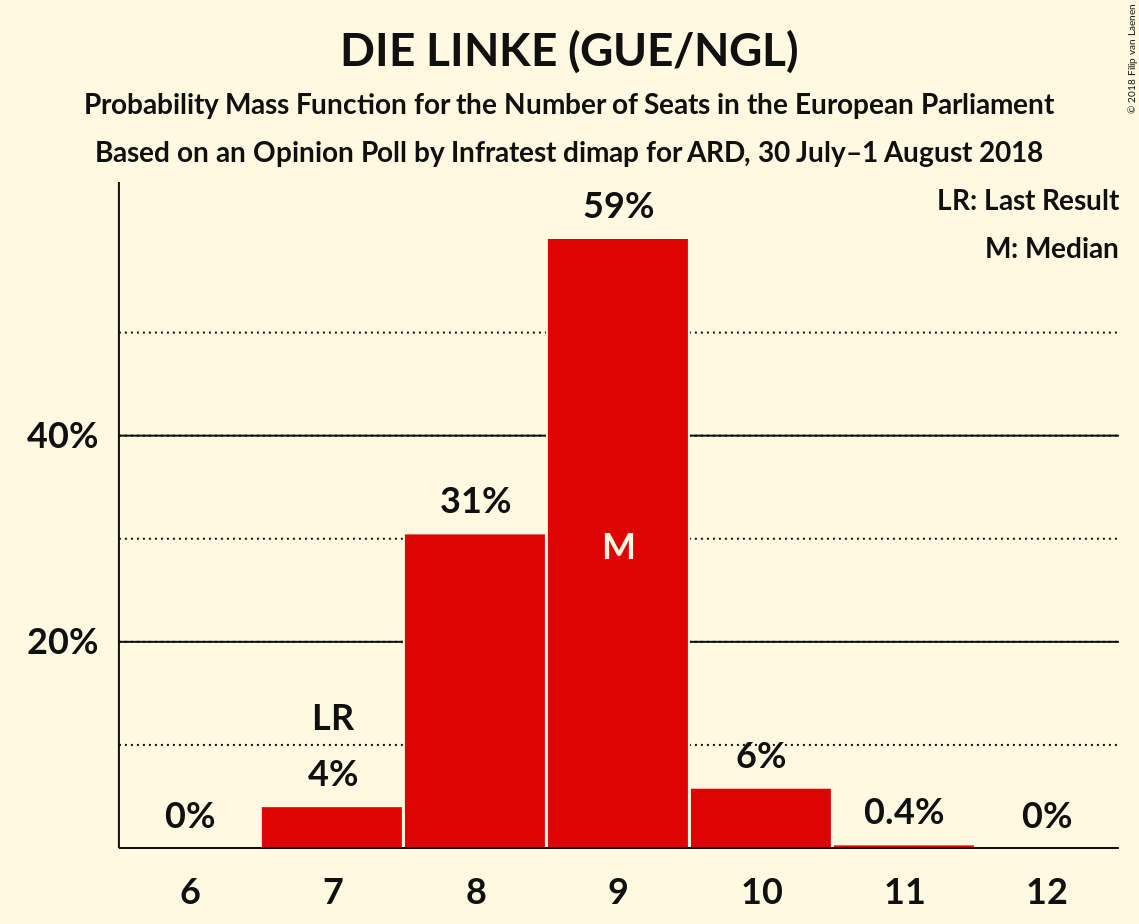 DIE LINKE (GUE/NGL)
Probability Mass Function for the Number of Seats in the European Parliament
Based on an Opinion Poll by Infratest dimap for ARD, 30 July–1 August 2018
© 2018 Filip van Laenen
LR: Last Result
M: Median
59%
40%
31%
M
20%
LR
6%
4%
0%
0.4%
0%
6 7 8 9 10 11 12